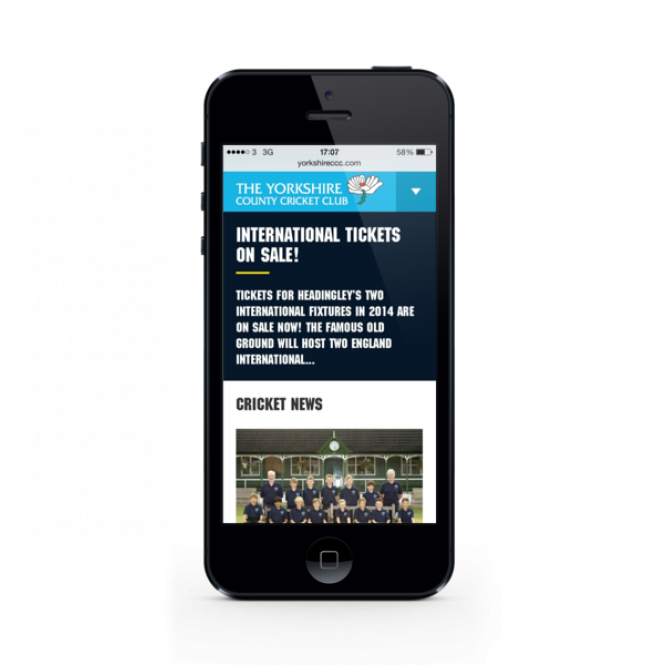 3 3G 17:07 58%
yorkshireccc.com
THE YORKSHIRE
COUNTY CRICKET CLUB
INTERNATIONAL TICKETS
ON SALE!
TICKETS FOR HEADINGLEY'S TWO
INTERNATIONAL FIXTURES IN 2014 ARE
ON SALE NOW! THE FAMOUS OLD
GROUND WILL HOST TWO ENGLAND
INTERNATIONAL...
CRICKET NEWS